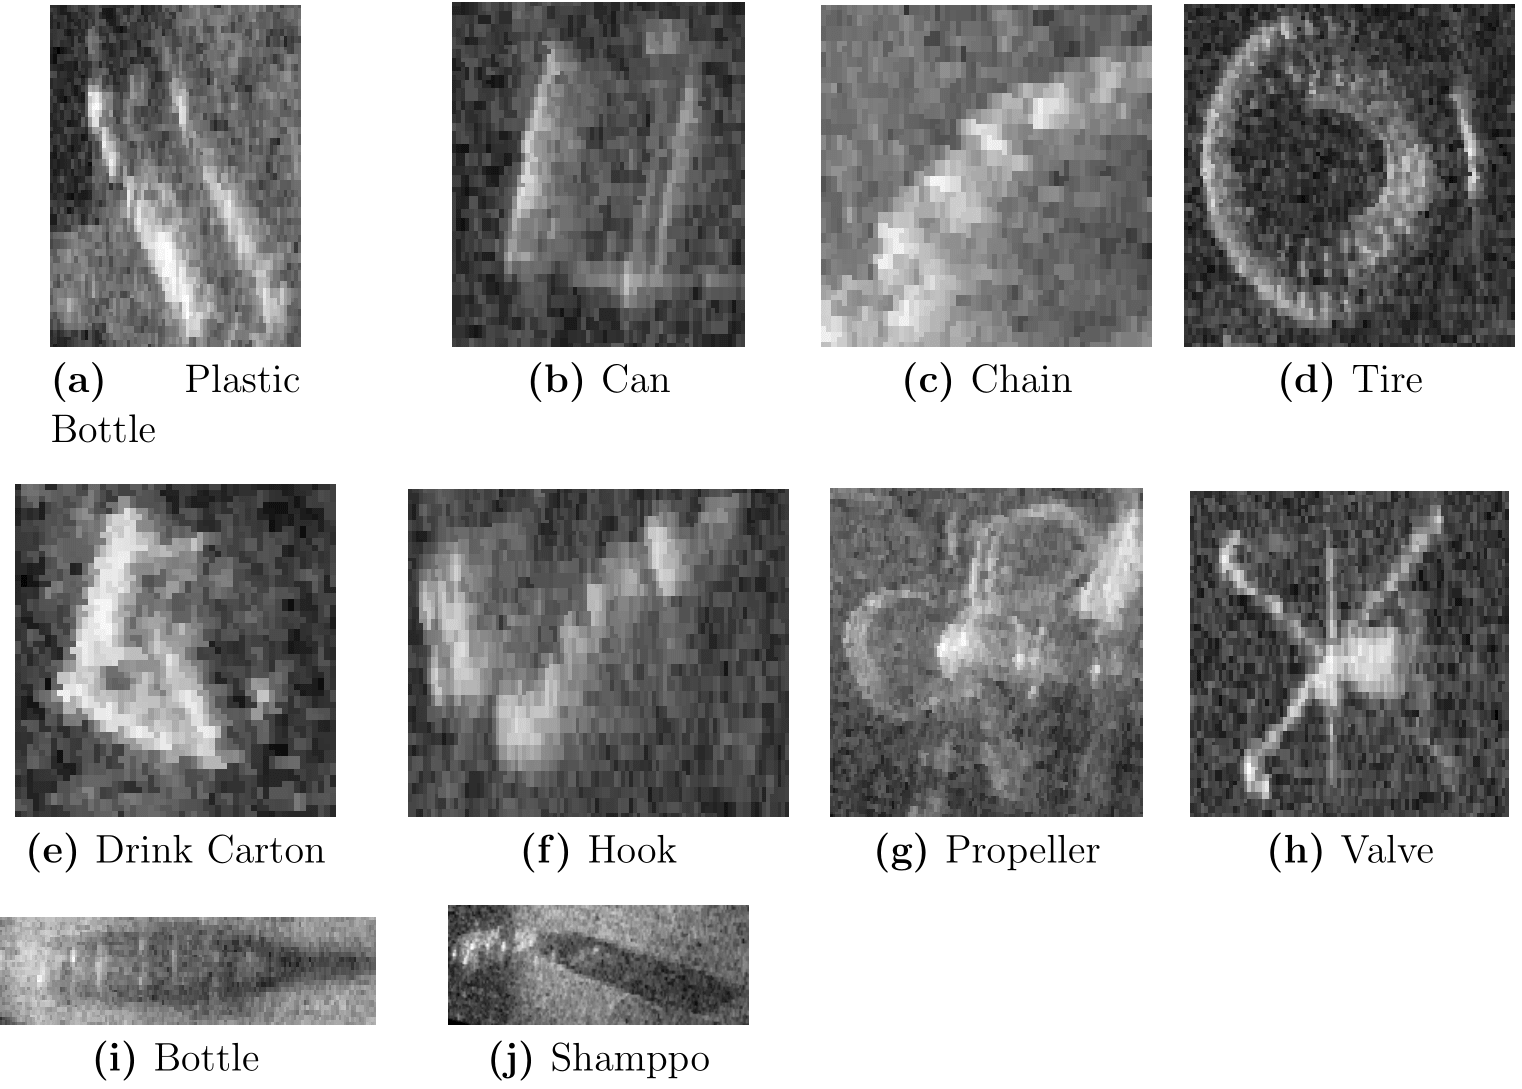 (a) Plastic
Bottle
(b) Can
(c) Chain
(d) Tire
(e) Drink Carton
(f) Hook
(g) Propeller
(h) Valve
(i) Bottle
(j) Shamppo